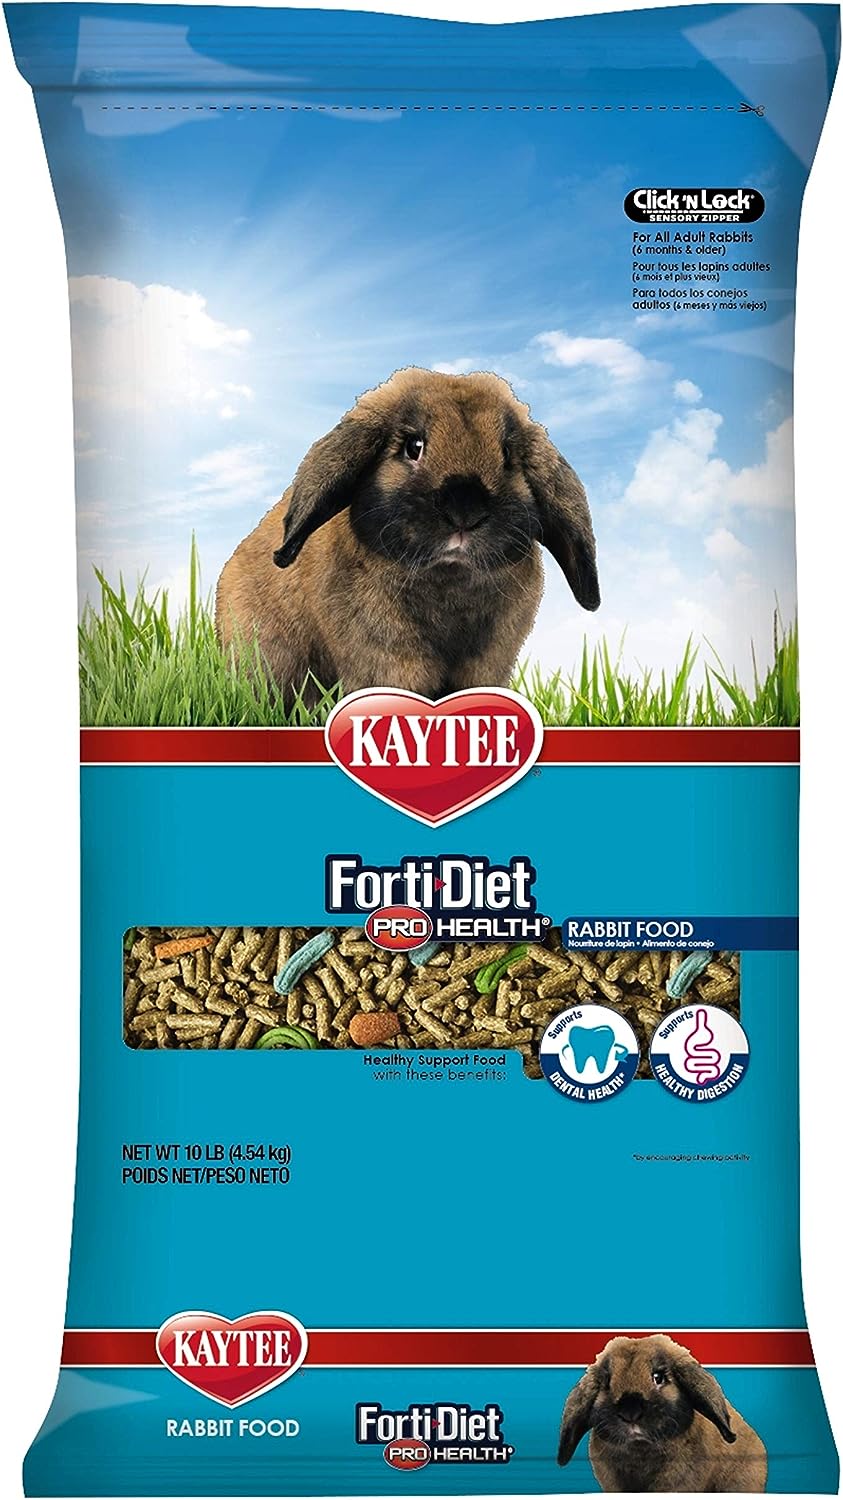 Click 'N Lock®
SENSORY ZIPPER
For All Adult Rabbits
(6 months & older)
Pour tous les lapins adultes
(6 mois et plus vieux)
Para todos los conejos
adultos (6 meses y más viejos)
KAYTEE®
Forti Diet
PRO HEALTH®
RABBIT FOOD
Nourriture de lapin • Alimento de conejo
Healthy Support Food
with these benefits:
Supports
DENTAL HEALTH*
Supports
HEALTHY DIGESTION
NET WT 10 LB (4.54 kg)
POIDS NET/PESO NETO
*by encouraging chewing activity
KAYTEE®
RABBIT FOOD
Forti Diet
PRO HEALTH®